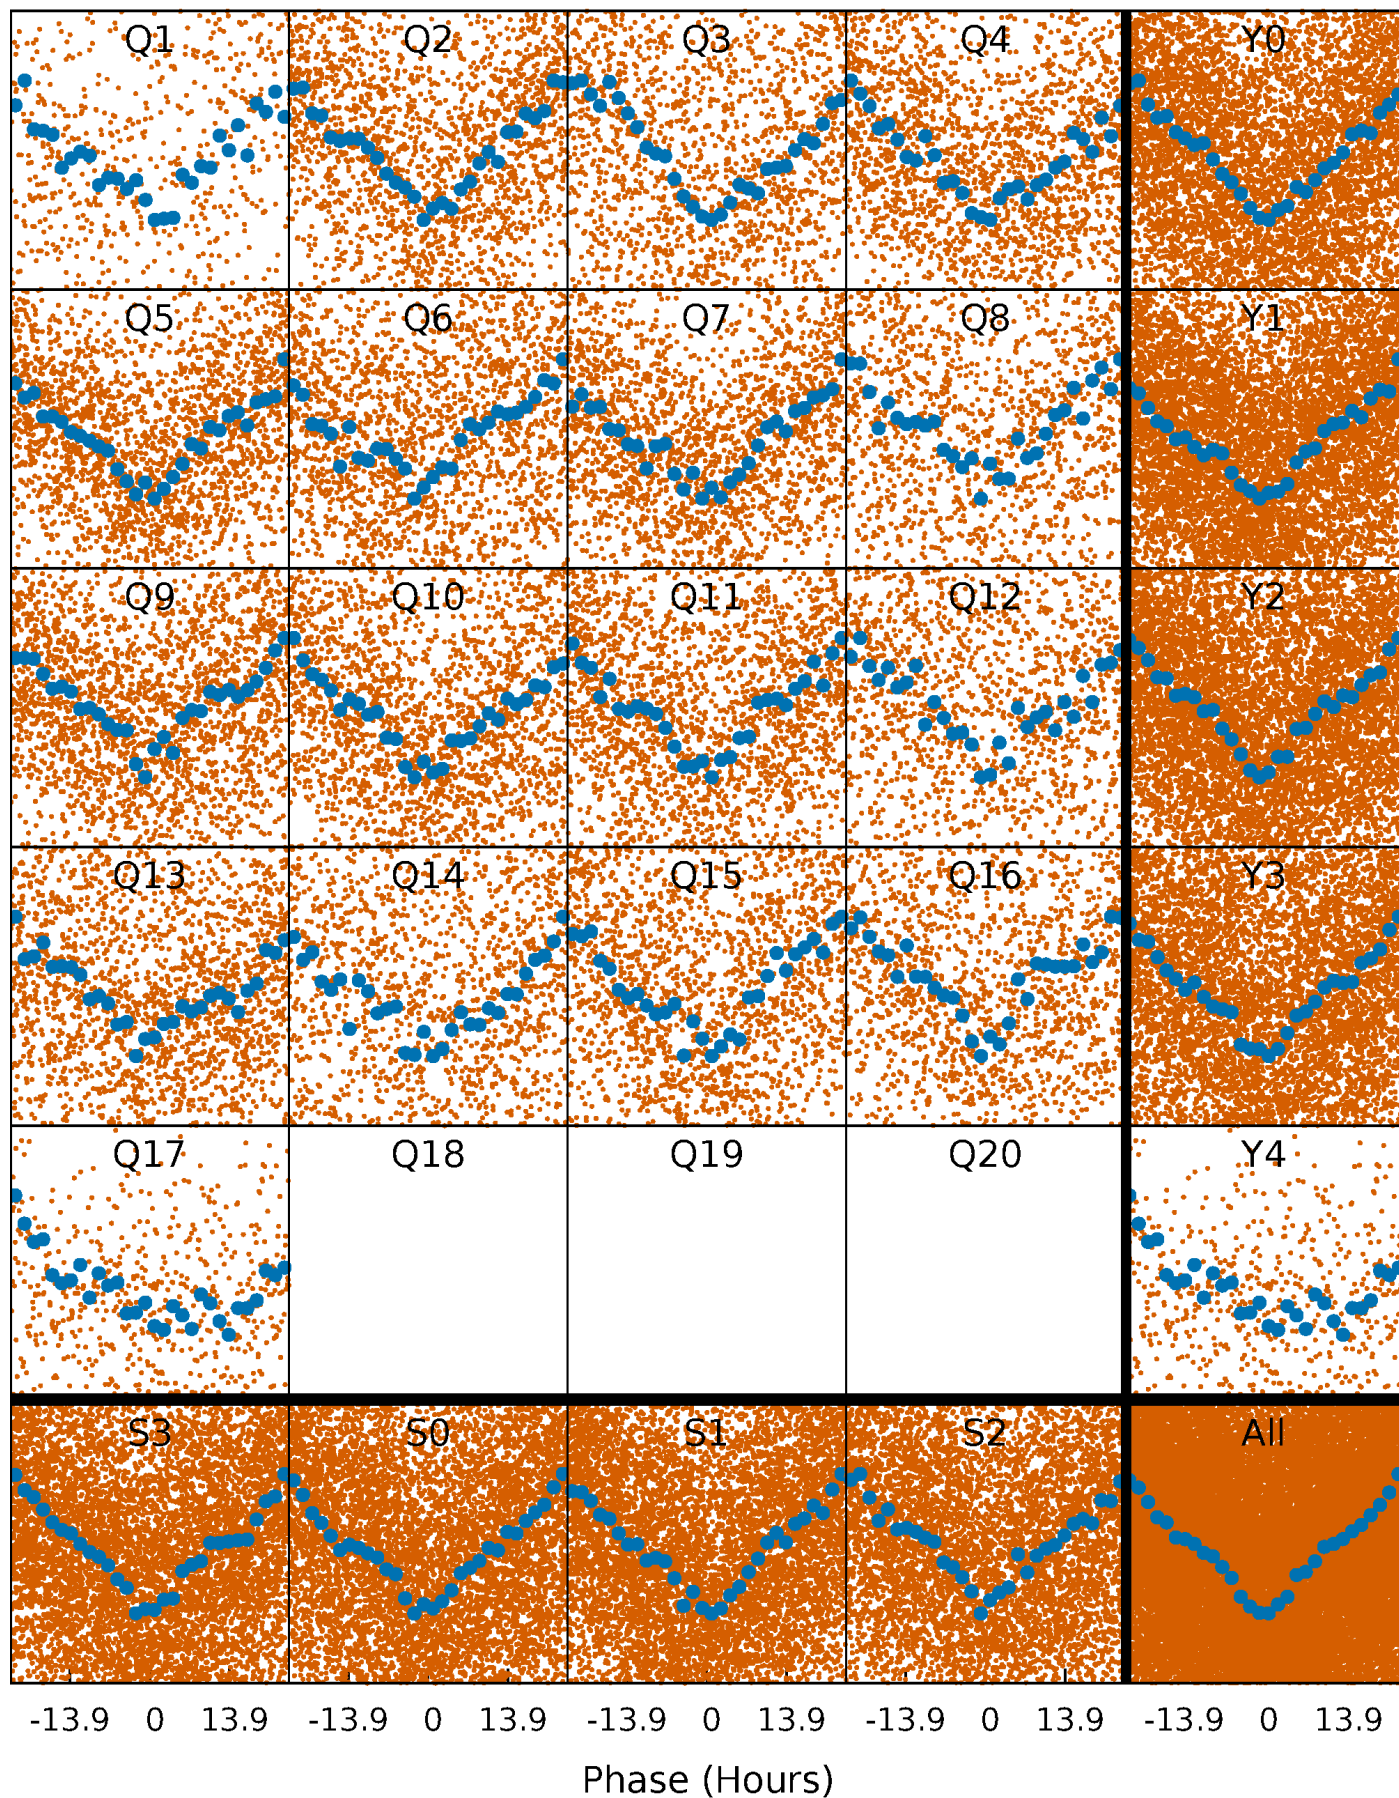 Q1 Q2 Q3 Q4 Y0
Q5 Q6 Q7 Q8 Y1
Q9 Q10 Q11 Q12 Y2
Q13 Q14 Q15 Q16 Y3
Q17 Q18 Q19 Q20 Y4
S3 S0 S1 S2 All
-13.9 0 13.9 -13.9 0 13.9 -13.9 0 13.9 -13.9 0 13.9 -13.9 0 13.9
Phase (Hours)